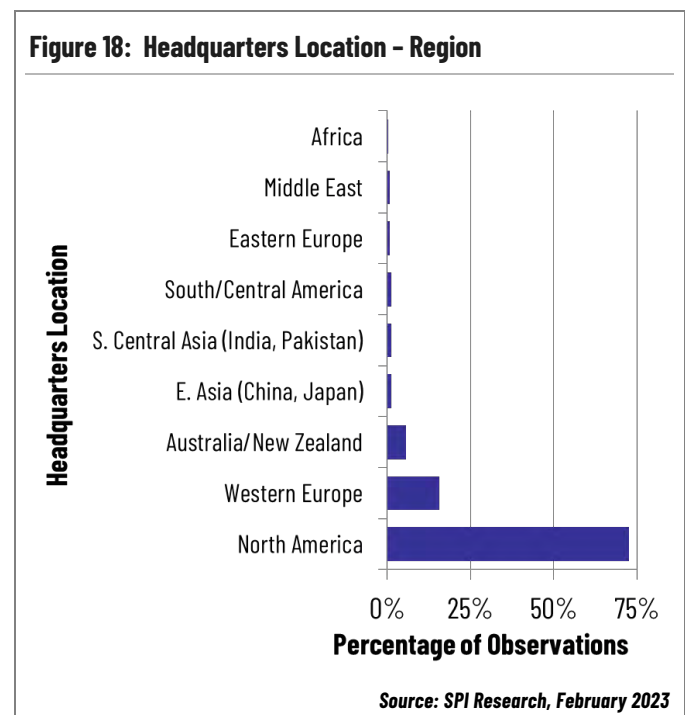 Figure 18: Headquarters Location – Region
Headquarters Location
Africa
Middle East
Eastern Europe
South/Central America
S. Central Asia (India, Pakistan)
E. Asia (China, Japan)
Australia/New Zealand
Western Europe
North America
0% 25% 50% 75%
Percentage of Observations
Source: SPI Research, February 2023